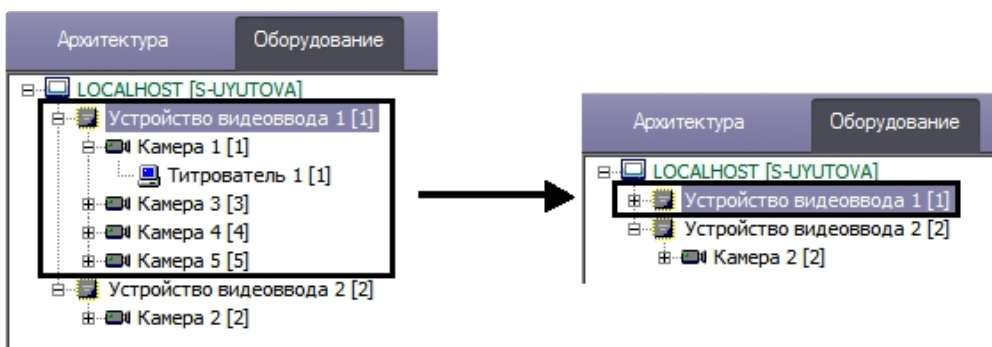 Архитектура Оборудование
LOCALHOST [S-UYUTOVA]
Устройство видеоввода 1 [1]
Камера 1 [1]
Титрователь 1 [1]
Камера 3 [3]
Камера 4 [4]
Камера 5 [5]
Устройство видеоввода 2 [2]
Камера 2 [2]
Архитектура Оборудование
LOCALHOST [S-UYUTOVA]
Устройство видеоввода 1 [1]
Устройство видеоввода 2 [2]
Камера 2 [2]